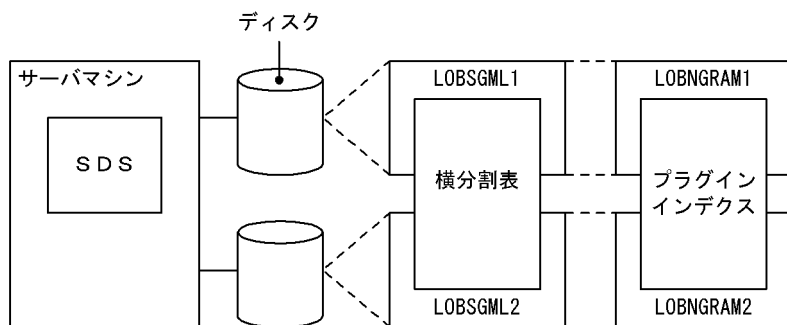 ディスク
サーバマシン
SDS
LOBSGML1
LOBNGRAM1
横分割表
プラグイン
インデクス
LOBSGML2
LOBNGRAM2